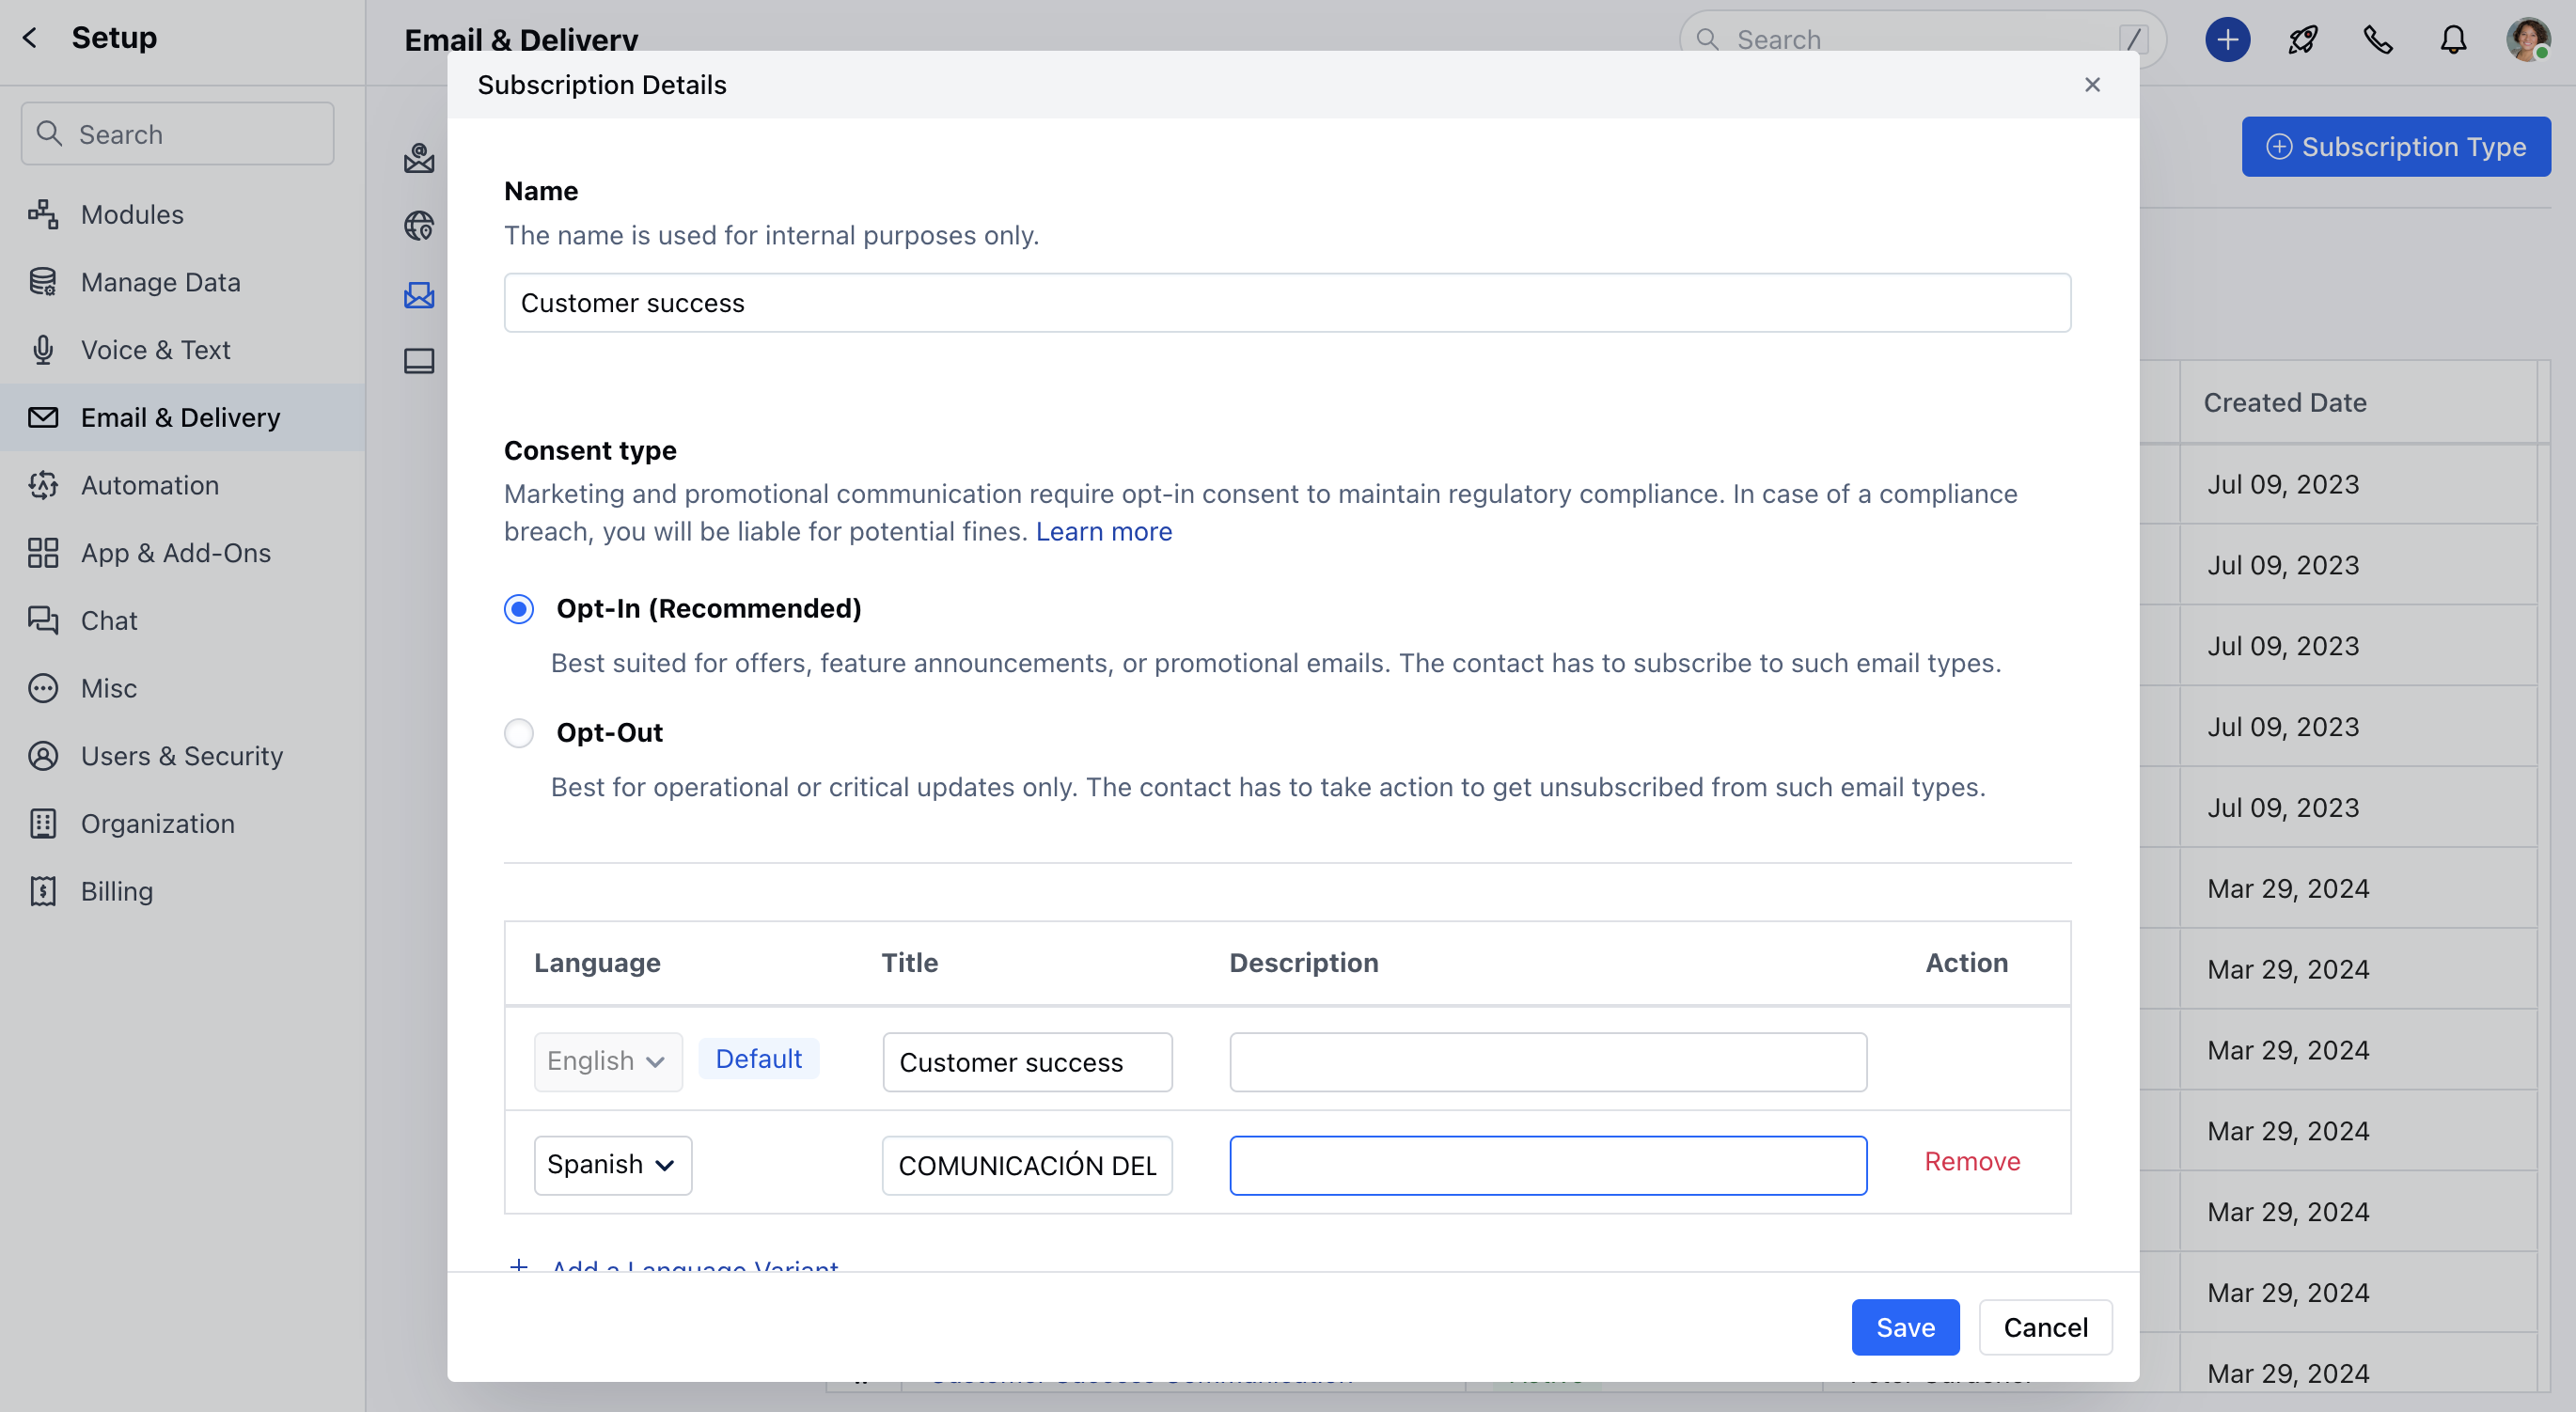 Setup
Email & Delivery
Search
/
Subscription Details
Search
Subscription Type
Modules
Manage Data
Voice & Text
Email & Delivery
Automation
App & Add-Ons
Chat
Misc
Users & Security
Organization
Billing
Name
The name is used for internal purposes only.
Customer success
Consent type
Marketing and promotional communication require opt-in consent to maintain regulatory compliance. In case of a compliance
breach, you will be liable for potential fines. Learn more
Opt-In (Recommended)
Best suited for offers, feature announcements, or promotional emails. The contact has to subscribe to such email types.
Opt-Out
Best for operational or critical updates only. The contact has to take action to get unsubscribed from such email types.
Language Title Description Action
English Default Customer success
Spanish COMUNICACIÓN DEL Remove
+ Add a Language Variant
Save Cancel
Created Date
Jul 09, 2023
Jul 09, 2023
Jul 09, 2023
Jul 09, 2023
Jul 09, 2023
Mar 29, 2024
Mar 29, 2024
Mar 29, 2024
Mar 29, 2024
Mar 29, 2024
Mar 29, 2024
Mar 29, 2024